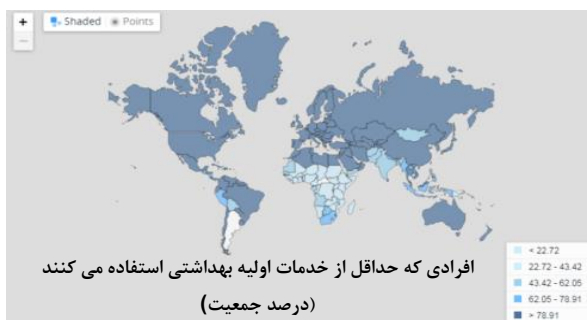 +
Shaded Points
−
افرادی که حداقل از خدمات اولیه بهداشتی استفاده می کنند
(درصد جمعیت)
< 22.72
22.72 - 43.42
43.42 - 62.05
62.05 - 78.91
> 78.91